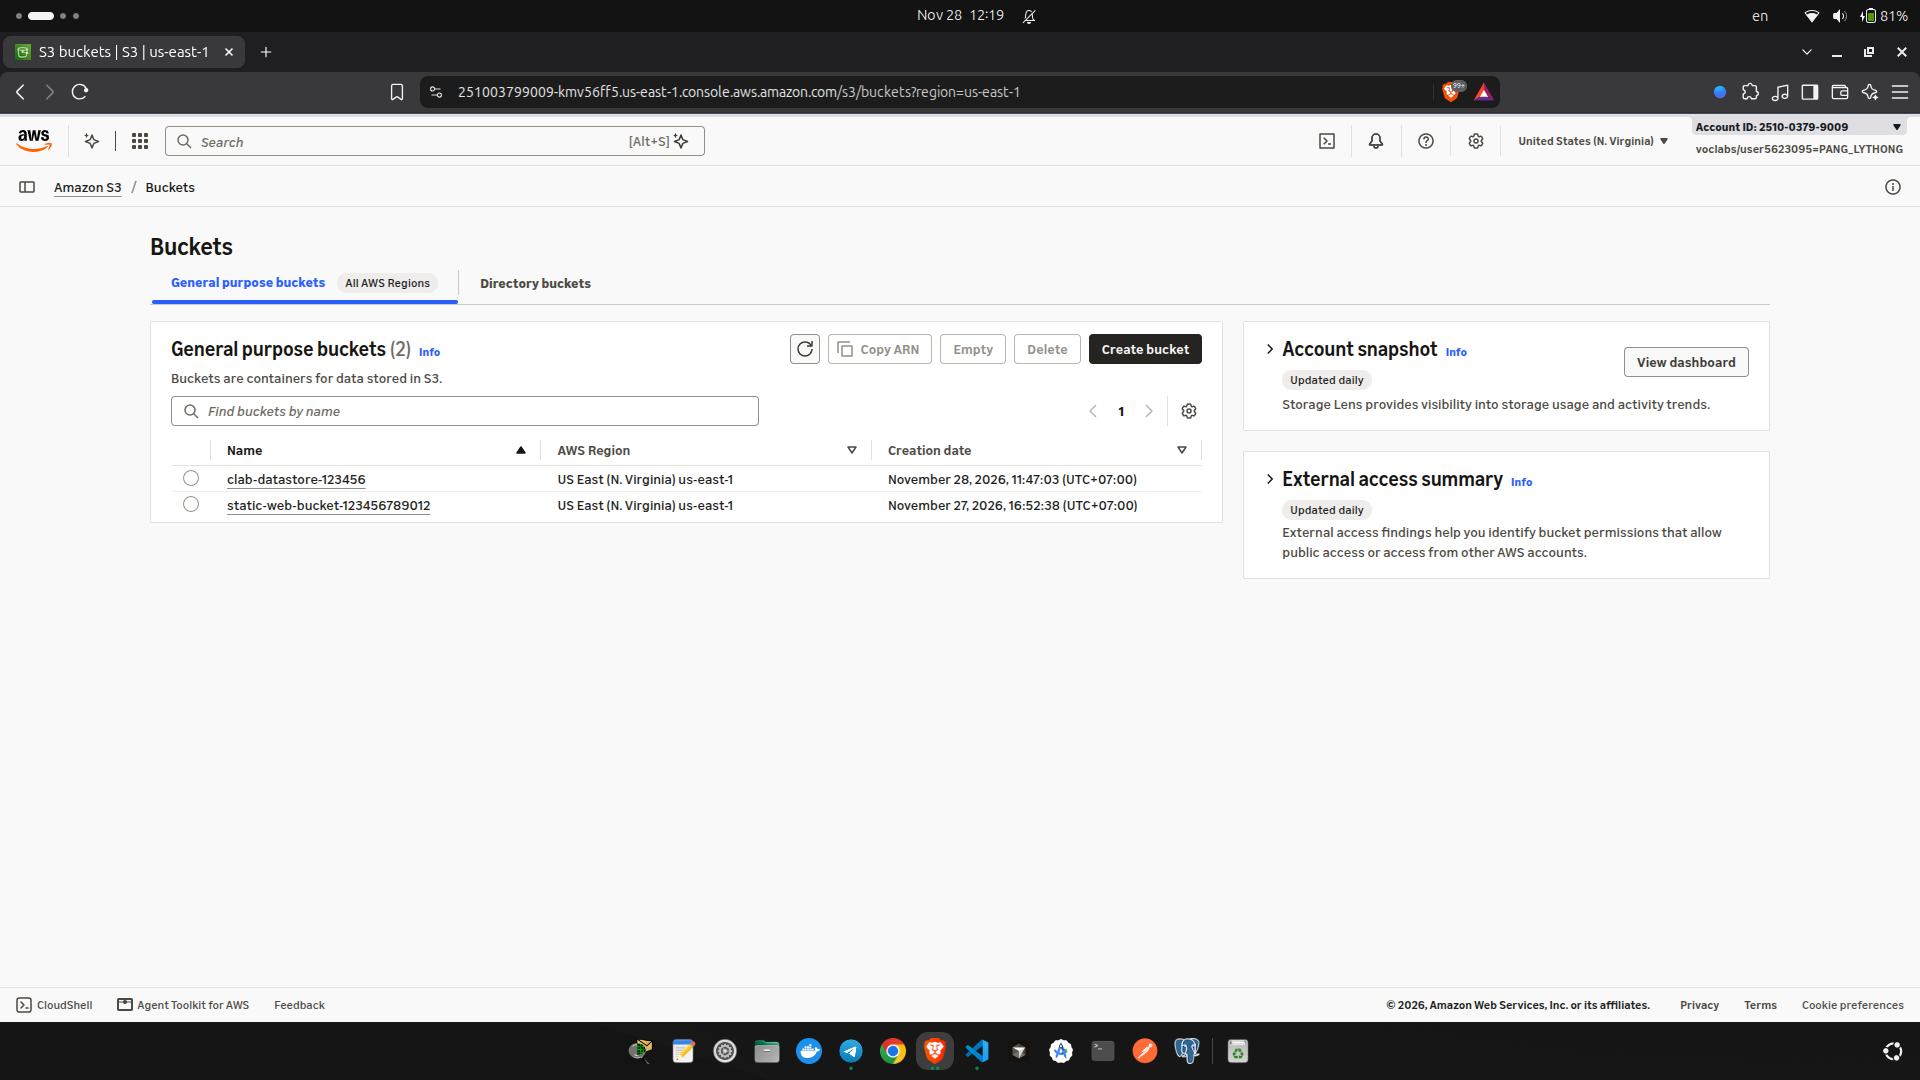 Nov 28 12:19
en
81%
S3 buckets | S3 | us-east-1
251003799009-kmv56ff5.us-east-1.console.aws.amazon.com/s3/buckets?region=us-east-1
99+
aws
Search
[Alt+S]
United States (N. Virginia)
Account ID: 2510-0379-9009
voclabs/user5623095=PANG_LYTHONG
Amazon S3 / Buckets
Buckets
General purpose buckets
All AWS Regions
Directory buckets
General purpose buckets (2) Info
Copy ARN
Empty
Delete
Create bucket
Buckets are containers for data stored in S3.
Find buckets by name
1
Name
AWS Region
Creation date
clab-datastore-123456
US East (N. Virginia) us-east-1
November 28, 2026, 11:47:03 (UTC+07:00)
static-web-bucket-123456789012
US East (N. Virginia) us-east-1
November 27, 2026, 16:52:38 (UTC+07:00)
Account snapshot Info
Updated daily
View dashboard
Storage Lens provides visibility into storage usage and activity trends.
External access summary Info
Updated daily
External access findings help you identify bucket permissions that allow
public access or access from other AWS accounts.
CloudShell
Agent Toolkit for AWS
Feedback
© 2026, Amazon Web Services, Inc. or its affiliates.
Privacy
Terms
Cookie preferences